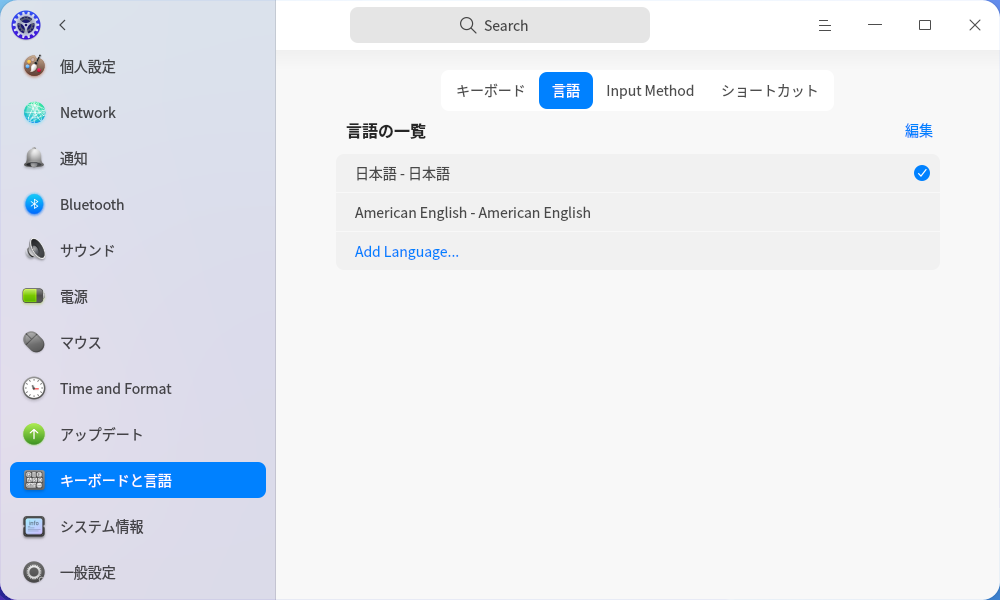 Search
個人設定
Network
通知
Bluetooth
サウンド
電源
マウス
Time and Format
アップデート
キーボードと言語
システム情報
一般設定
キーボード 言語 Input Method ショートカット
言語の一覧 編集
日本語 - 日本語
American English - American English
Add Language...